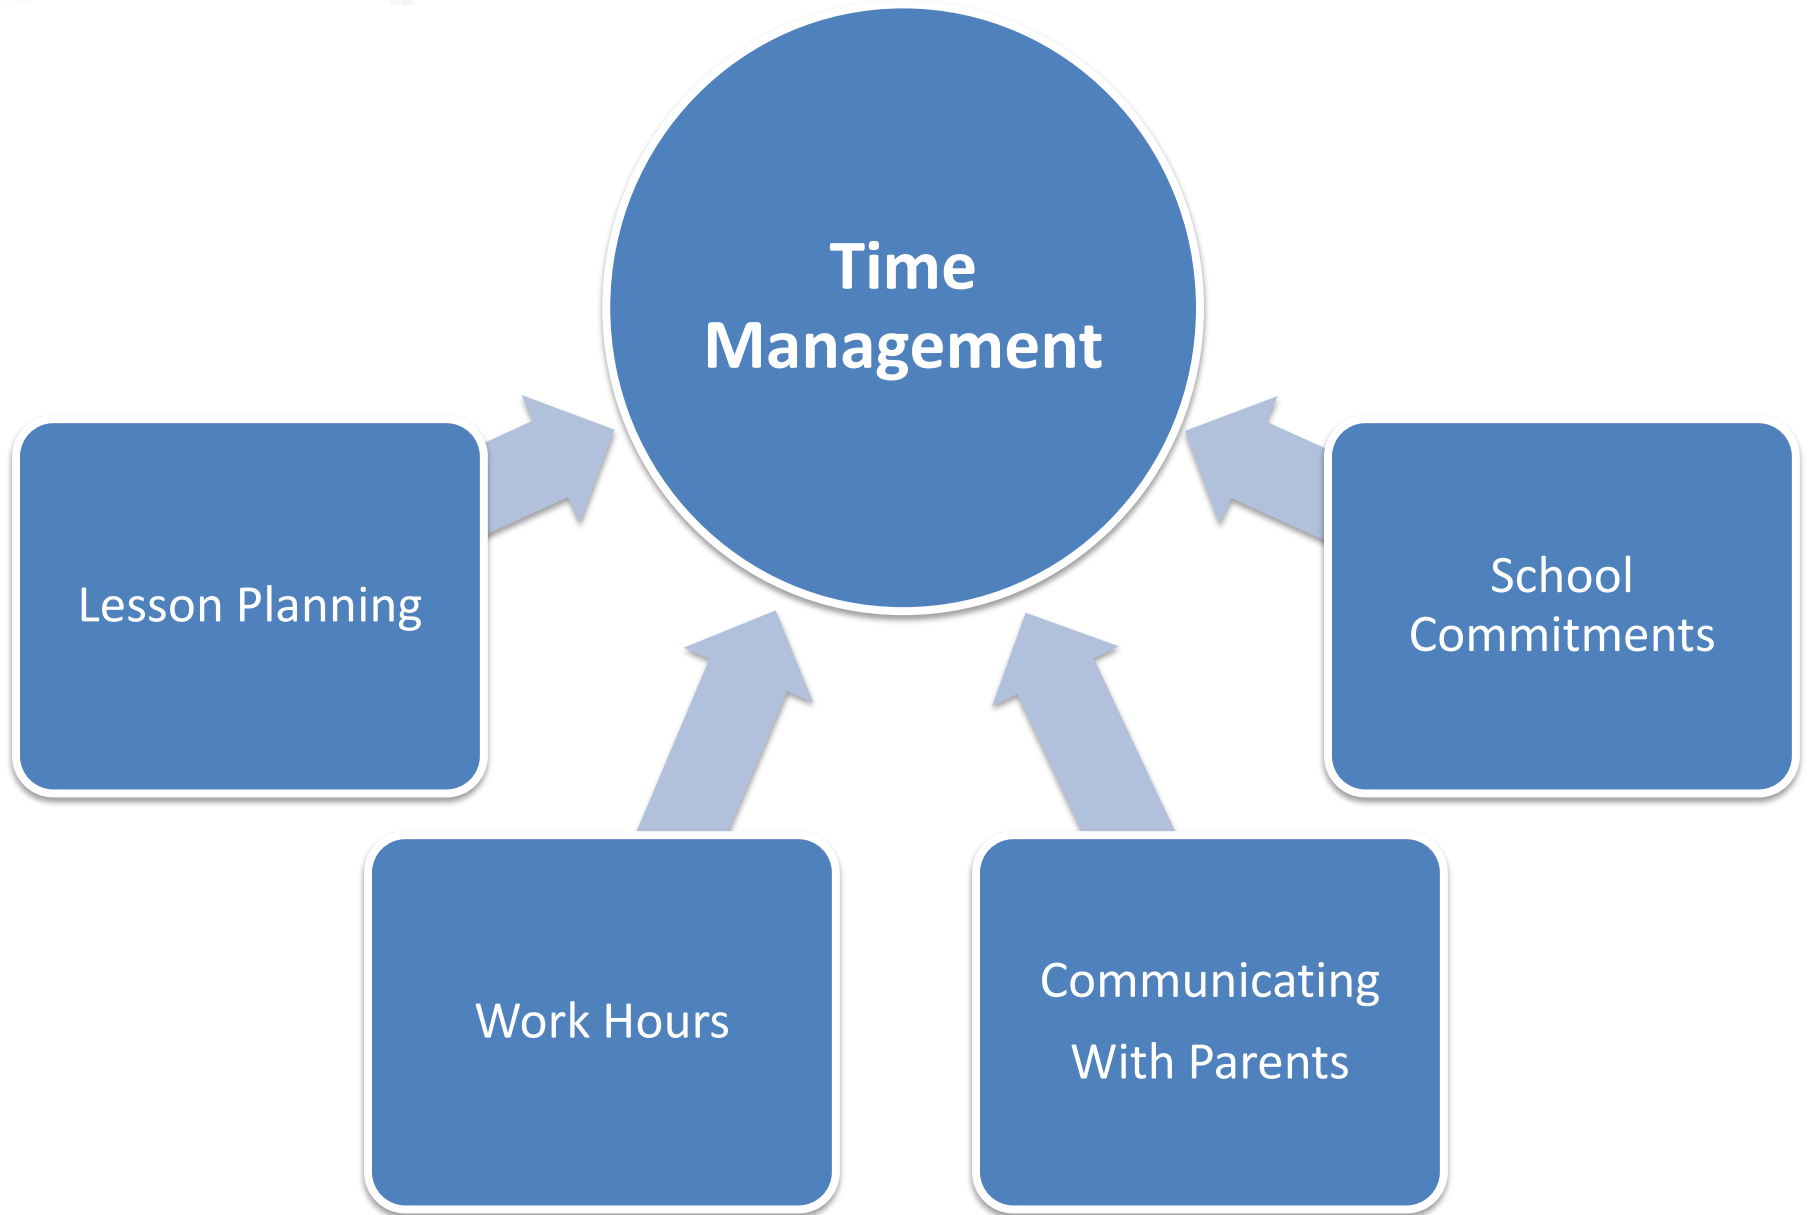 Time
Management
Lesson Planning
School
Commitments
Work Hours
Communicating
With Parents